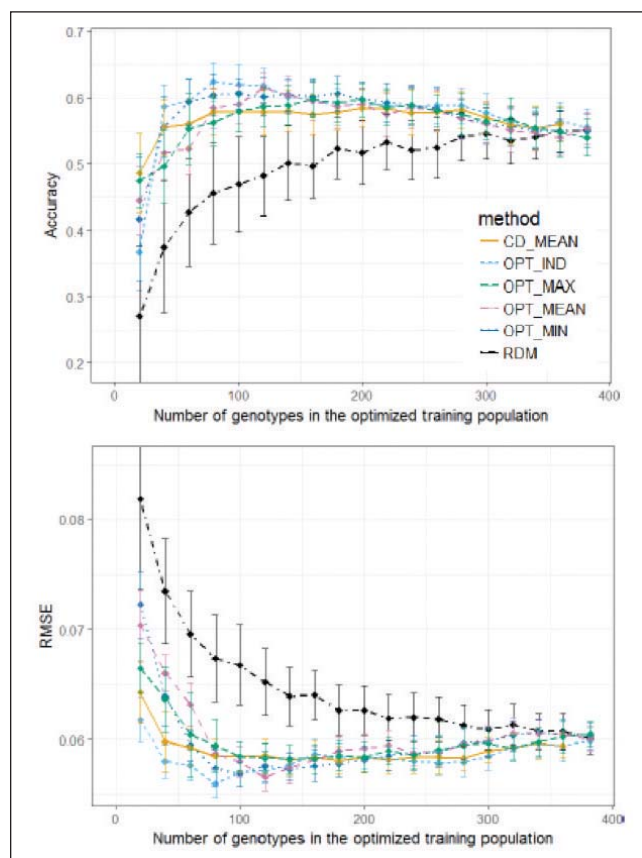 0.7
0.6
0.5
0.4
0.3
0.2
Accuracy
method
CD_MEAN
OPT_IND
OPT_MAX
OPT_MEAN
OPT_MIN
RDM
0 100 200 300 400
Number of genotypes in the optimized training population
0.08
0.07
0.06
RMSE
0 100 200 300 400
Number of genotypes in the optimized training population